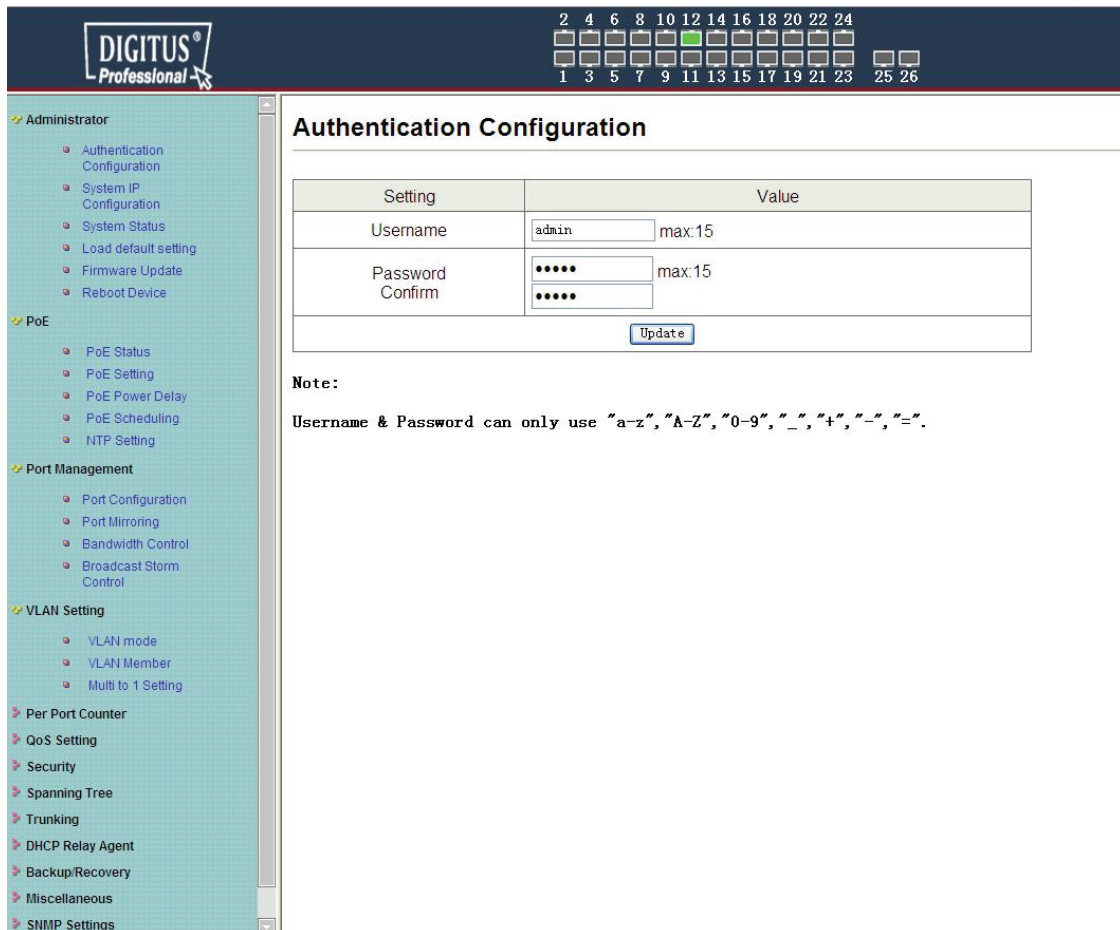 DIGITUS®
Professional
2 4 6 8 10 12 14 16 18 20 22 24
1 3 5 7 9 11 13 15 17 19 21 23 25 26
Administrator
Authentication
Configuration
System IP
Configuration
System Status
Load default setting
Firmware Update
Reboot Device
PoE
PoE Status
PoE Setting
PoE Power Delay
PoE Scheduling
NTP Setting
Port Management
Port Configuration
Port Mirroring
Bandwidth Control
Broadcast Storm
Control
VLAN Setting
VLAN mode
VLAN Member
Multi to 1 Setting
Per Port Counter
QoS Setting
Security
Spanning Tree
Trunking
DHCP Relay Agent
Backup/Recovery
Miscellaneous
SNMP Settings
Authentication Configuration
Setting Value
Username admin max:15
Password ●●●●● max:15
Confirm ●●●●●
Update
Note:
Username & Password can only use "a-z","A-Z","0-9","_","+","-","=".